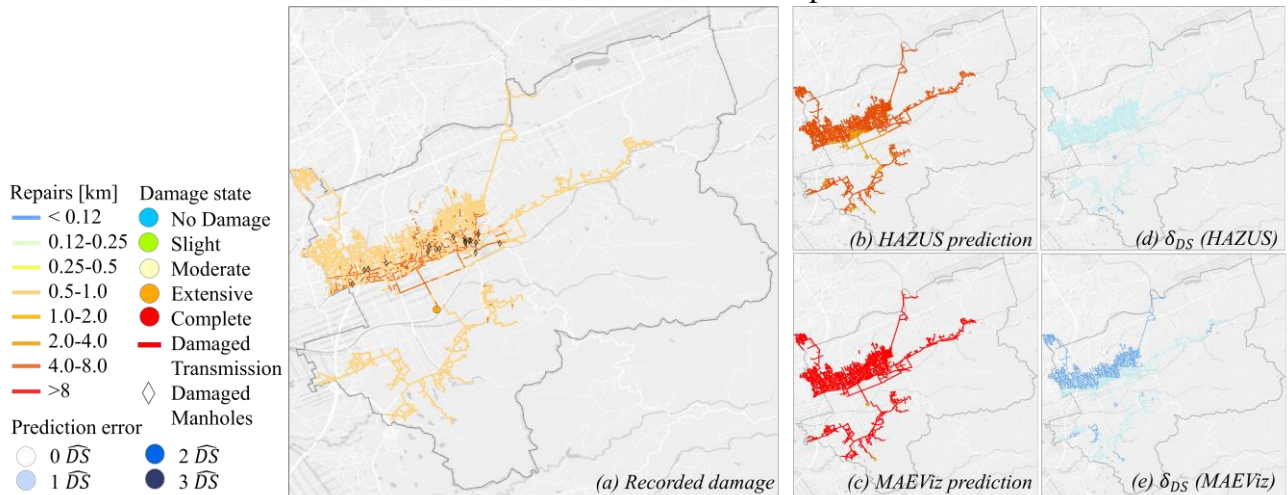 Repairs [km]
< 0.12
0.12-0.25
0.25-0.5
0.5-1.0
1.0-2.0
2.0-4.0
4.0-8.0
>8
Damage state
No Damage
Slight
Moderate
Extensive
Complete
Damaged
Transmission
Damaged
Manholes
Prediction error
0 D̂S
1 D̂S
2 D̂S
3 D̂S
(a) Recorded damage
(b) HAZUS prediction
(c) MAEViz prediction
(d) δDS (HAZUS)
(e) δDS (MAEViz)